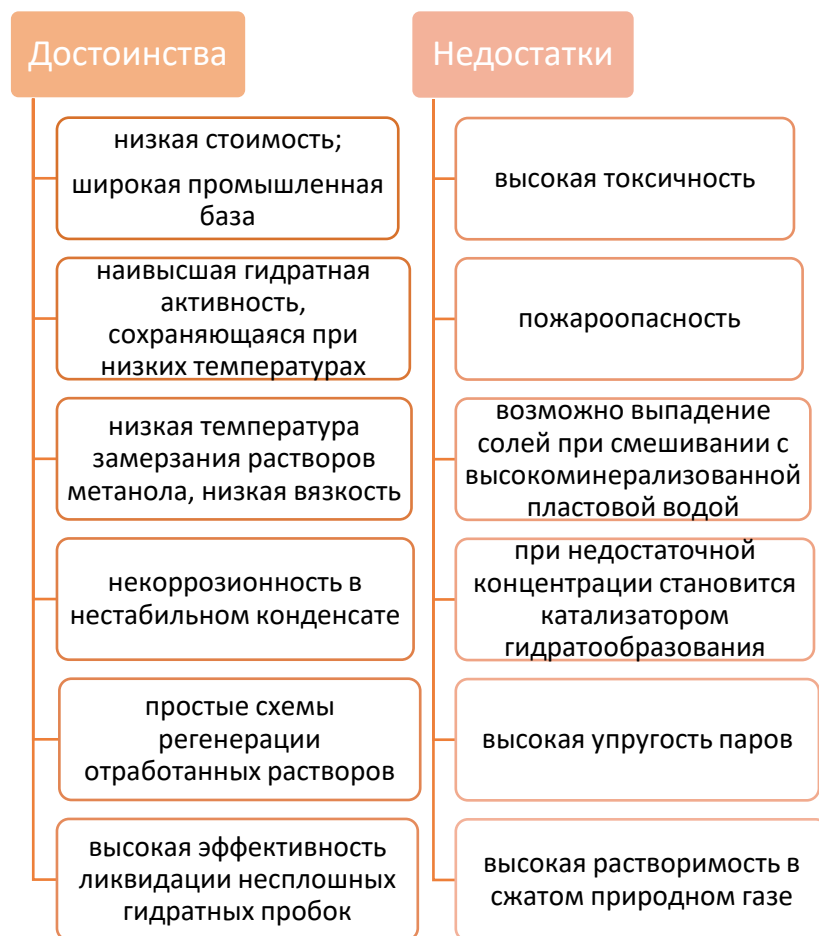 Достоинства
низкая стоимость;
широкая промышленная
база
наивысшая гидратная
активность,
сохраняющаяся при
низких температурах
низкая температура
замерзания растворов
метанола, низкая вязкость
некоррозионность в
нестабильном конденсате
простые схемы
регенерации
отработанных растворов
высокая эффективность
ликвидации несплошных
гидратных пробок
Недостатки
высокая токсичность
пожароопасность
возможно выпадение
солей при смешивании с
высокоминерализованной
пластовой водой
при недостаточной
концентрации становится
катализатором
гидратообразования
высокая упругость паров
высокая растворимость в
сжатом природном газе